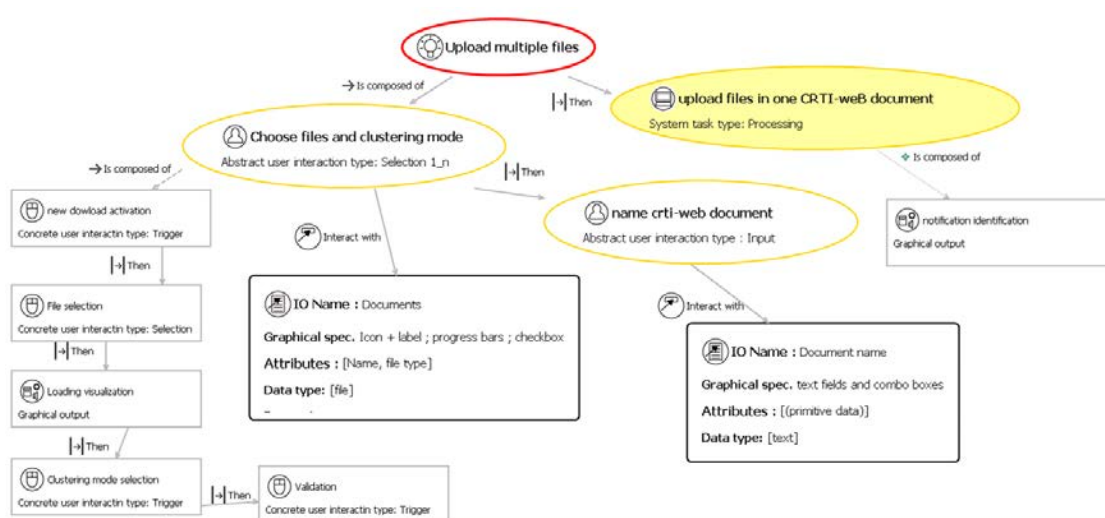 Upload multiple files
Is composed of
Then
upload files in one CRTI-weB document
System task type: Processing
Choose files and clustering mode
Abstract user interaction type: Selection 1_n
Is composed of
Then
Is composed of
new dowload activation
Concrete user interactin type: Trigger
name crti-web document
Abstract user interaction type : Input
notification identification
Graphical output
Interact with
Then
File selection
Concrete user interactin type: Selection
IO Name : Documents
Graphical spec. Icon + label ; progress bars ; checkbox
Attributes : [Name, file type]
Data type: [file]
Interact with
Then
Loading visualization
Graphical output
IO Name : Document name
Graphical spec. text fields and combo boxes
Attributes : [(primitive data)]
Data type: [text]
Then
Clustering mode selection
Concrete user interactin type: Trigger
Then
Validation
Concrete user interactin type: Trigger